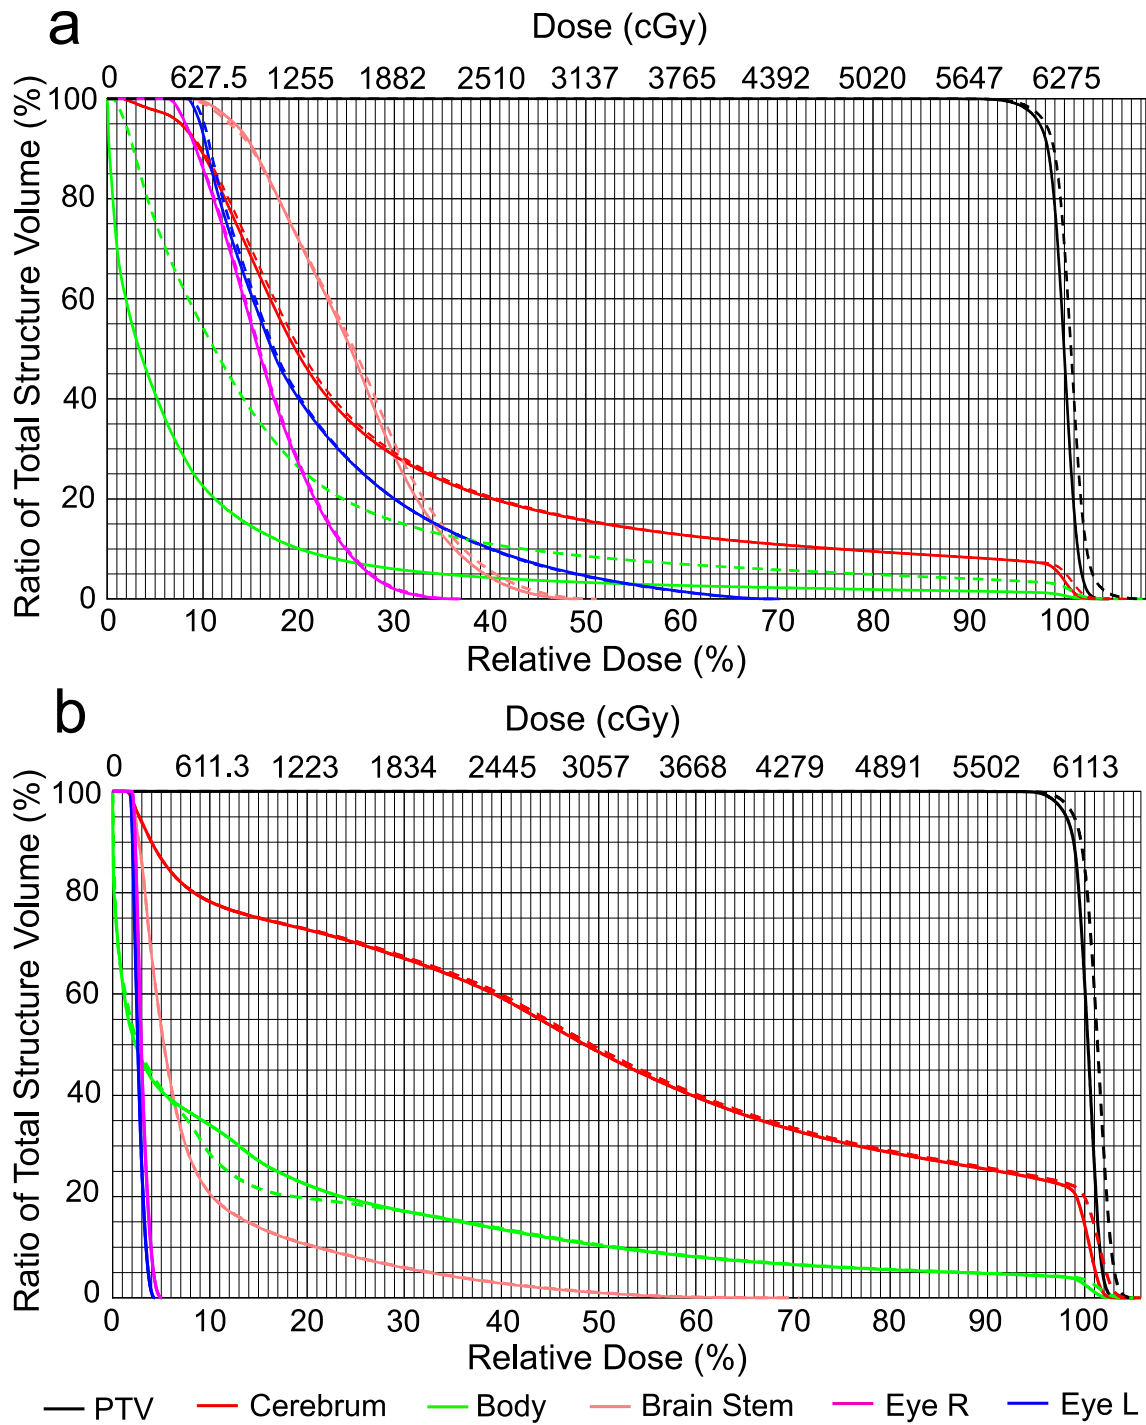 a
Dose (cGy)
0 627.5 1255 1882 2510 3137 3765 4392 5020 5647 6275
Ratio of Total Structure Volume (%)
100
80
60
40
20
0
0 10 20 30 40 50 60 70 80 90 100
Relative Dose (%)
b
Dose (cGy)
0 611.3 1223 1834 2445 3057 3668 4279 4891 5502 6113
Ratio of Total Structure Volume (%)
100
80
60
40
20
0
0 10 20 30 40 50 60 70 80 90 100
Relative Dose (%)
PTV Cerebrum Body Brain Stem Eye R Eye L